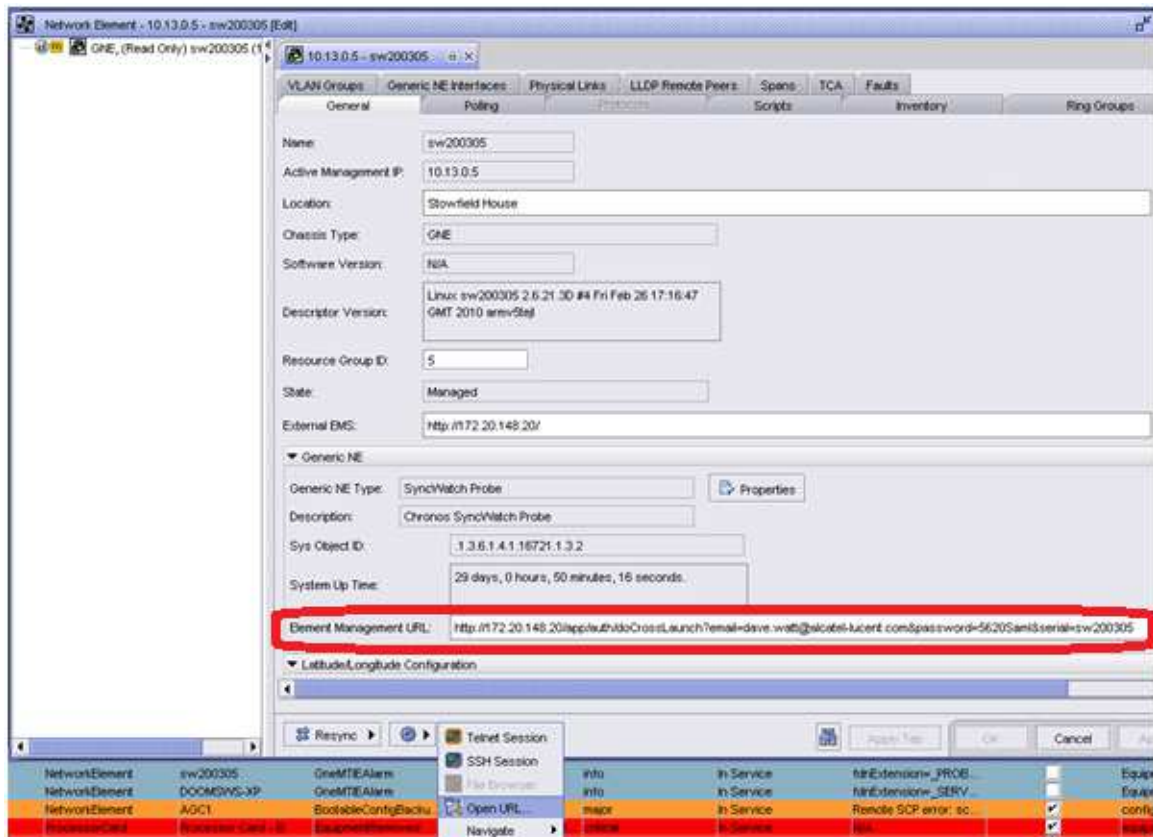 Network Element - 10.13.0.5 - sw200305 [Edit]
GNE, (Read Only) sw200305 (1
10.13.0.5 - sw200305
VLAN Groups Generic NE Interfaces Physical Links LLDP Remote Peers Spans TCA Faults
General Polling Protocols Scripts Inventory Ring Groups
Name: sw200305
Active Management IP: 10.13.0.5
Location: Stowfield House
Chassis Type: GNE
Software Version: N/A
Descriptor Version: Linux sw200305 2.6.21.3D #4 Fri Feb 26 17:16:47
GMT 2010 armv5tejl
Resource Group ID: 5
State: Managed
External EMS: http://172.20.148.20/
Generic NE
Generic NE Type: SyncWatch Probe Properties
Description: Chronos SyncWatch Probe
Sys Object ID: .1.3.6.1.4.1.16721.1.3.2
System Up Time: 29 days, 0 hours, 50 minutes, 16 seconds.
Element Management URL: http://172.20.148.20/app/auth/doCrossLaunch?email=dave.watt@alcatel-lucent.com&password=5620Sam!&serial=sw200305
Latitude/Longitude Configuration
Resync Apply Tab OK Cancel
Telnet Session
SSH Session
File Browser
Open URL...
Navigate
NetworkElement sw200305 GneMTIEAlarm info In Service fdnExtension=_PROB...
NetworkElement DOOMSWS-XP GneMTIEAlarm info In Service fdnExtension=_SERV...
NetworkElement AGC1 BootableConfigBacku... major In Service Remote SCP error: sc...
ProcessorCard EquipmentRemoved critical In Service N/A